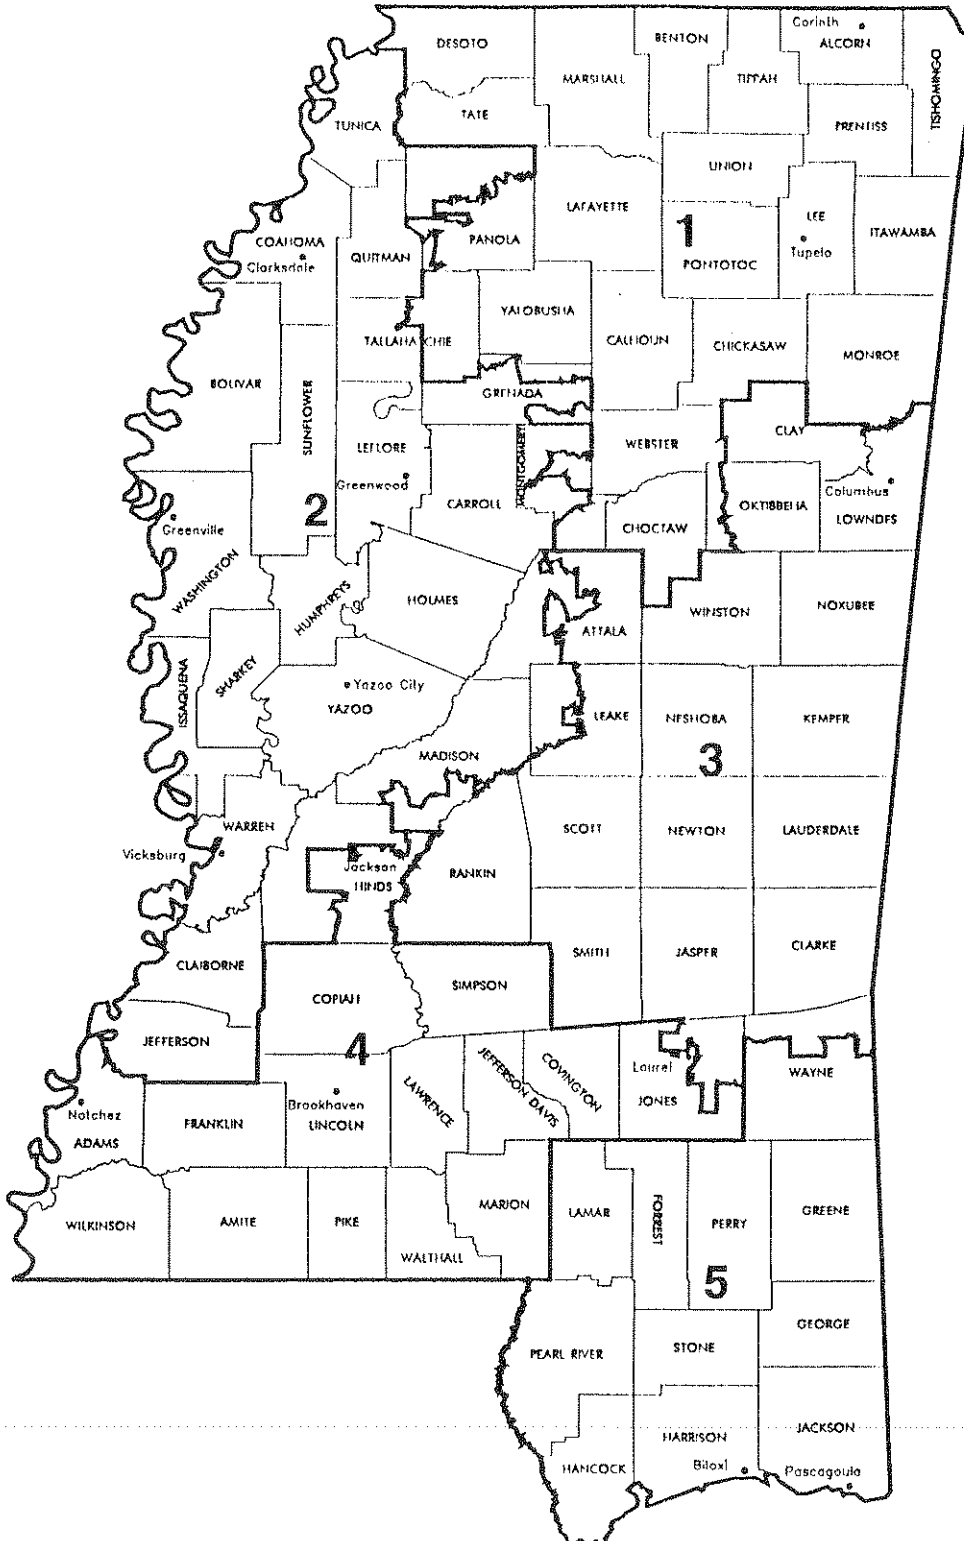 Corinth
DESOTO
BENTON
ALCORN
MARSHALL
TIPPAH
TISHOMINGO
TATE
TUNICA
PRENTISS
UNION
LAFAYETTE
LEE
1
ITAWAMBA
COAHOMA
PANOLA
Tupelo
Clarksdale
QUITMAN
PONTOTOC
YALOBUSHA
TALLAHATCHIE
CALHOUN
CHICKASAW
MONROE
BOLIVAR
GRENADA
SUNFLOWER
CLAY
LEFLORE
MONTGOMERY
WEBSTER
Greenwood
CARROLL
Columbus
2
OKTIBBEHA
LOWNDES
Greenville
CHOCTAW
WASHINGTON
HUMPHREYS
HOLMES
WINSTON
NOXUBEE
ATTALA
SHARKEY
ISSAQUENA
Yazoo City
YAZOO
LEAKE
NESHOBA
KEMPER
3
MADISON
WARREN
SCOTT
NEWTON
LAUDERDALE
Vicksburg
Jackson
HINDS
RANKIN
CLAIBORNE
SMITH
JASPER
CLARKE
COPIAH
SIMPSON
JEFFERSON
4
JEFFERSON DAVIS
COVINGTON
Laurel
WAYNE
LAWRENCE
JONES
Natchez
Brookhaven
ADAMS
FRANKLIN
LINCOLN
WILKINSON
AMITE
PIKE
MARION
LAMAR
FORREST
PERRY
GREENE
WALTHALL
5
GEORGE
PEARL RIVER
STONE
JACKSON
HARRISON
HANCOCK
Biloxi
Pascagoula